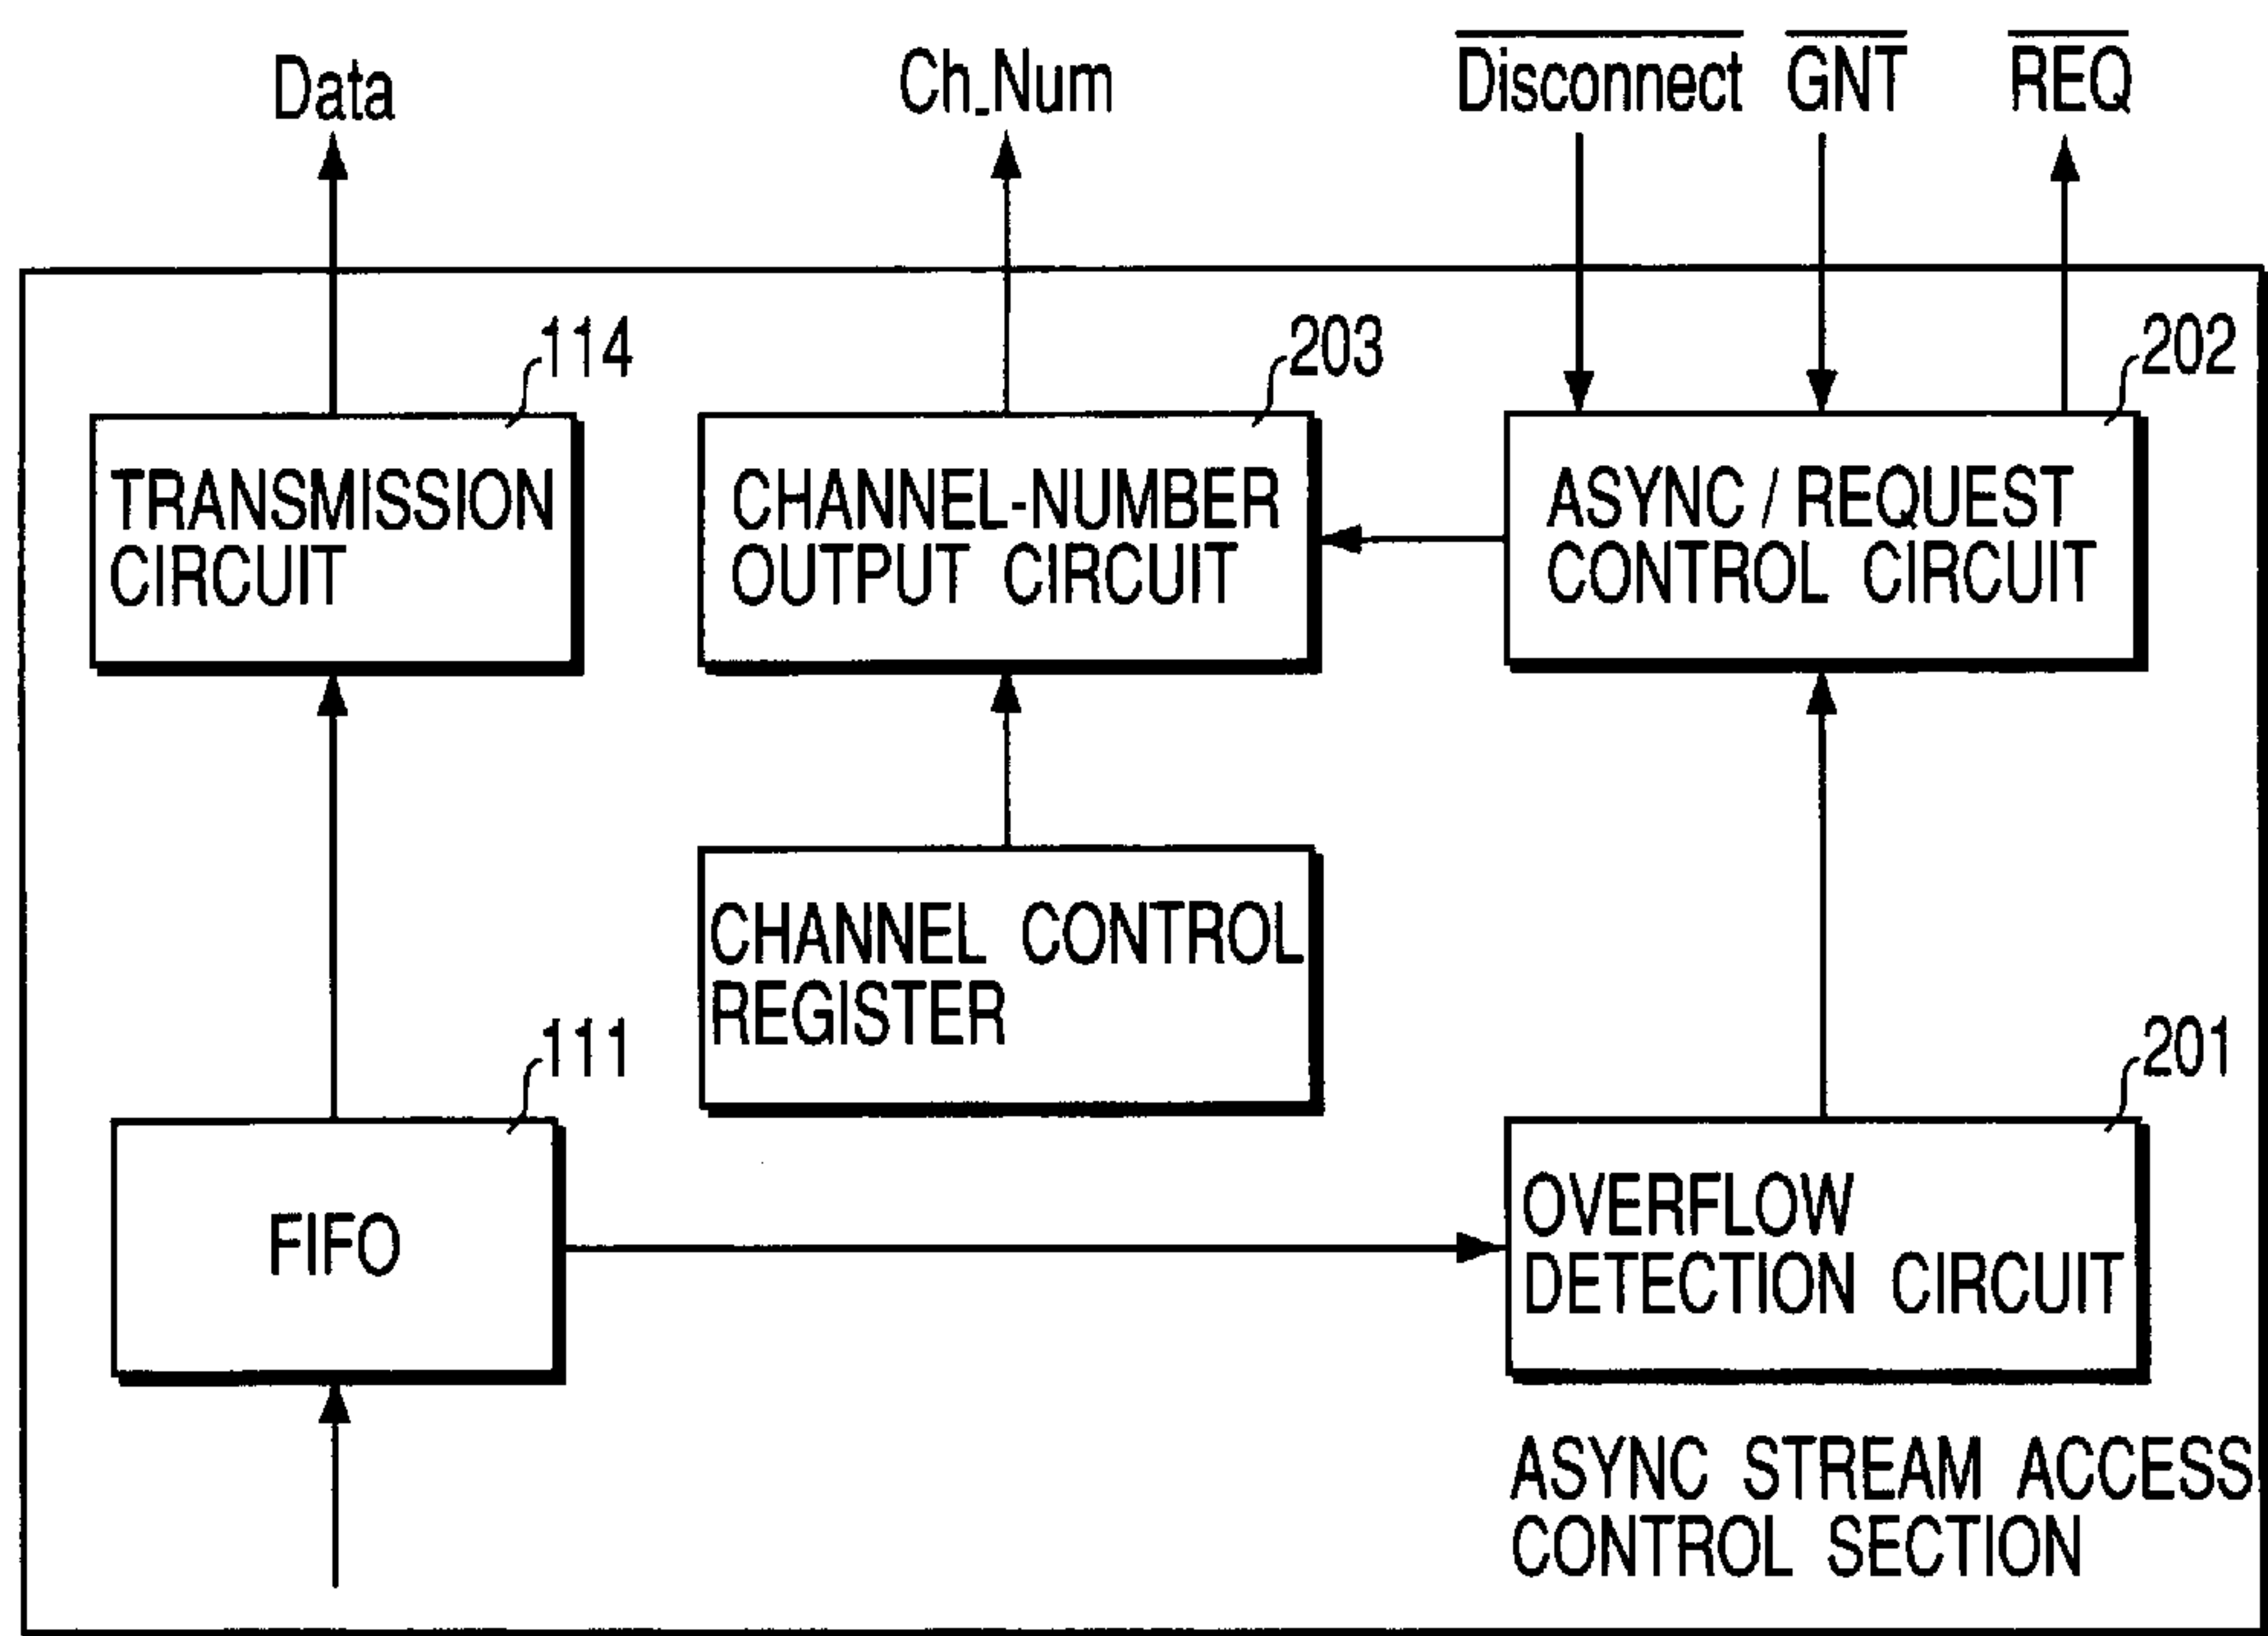 Data
Ch_Num
Disconnect
GNT
REQ
114
203
202
TRANSMISSION
CIRCUIT
CHANNEL-NUMBER
OUTPUT CIRCUIT
ASYNC / REQUEST
CONTROL CIRCUIT
CHANNEL CONTROL
REGISTER
111
201
FIFO
OVERFLOW
DETECTION CIRCUIT
ASYNC STREAM ACCESS
CONTROL SECTION